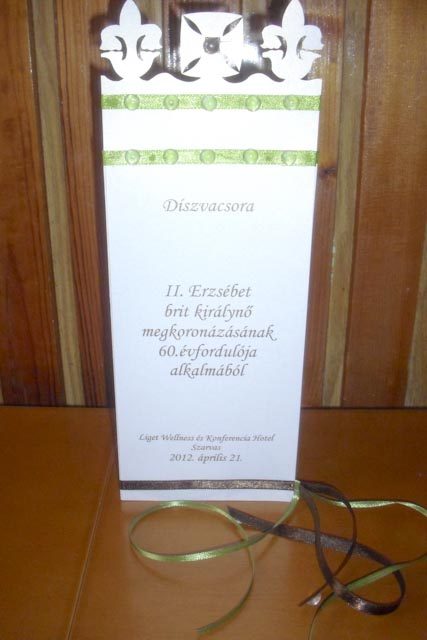 Díszvacsora
II. Erzsébet
brit királynő
megkoronázásának
60.évfordulója
alkalmából
Liget Wellness és Konferencia Hotel
Szarvas
2012. április 21.